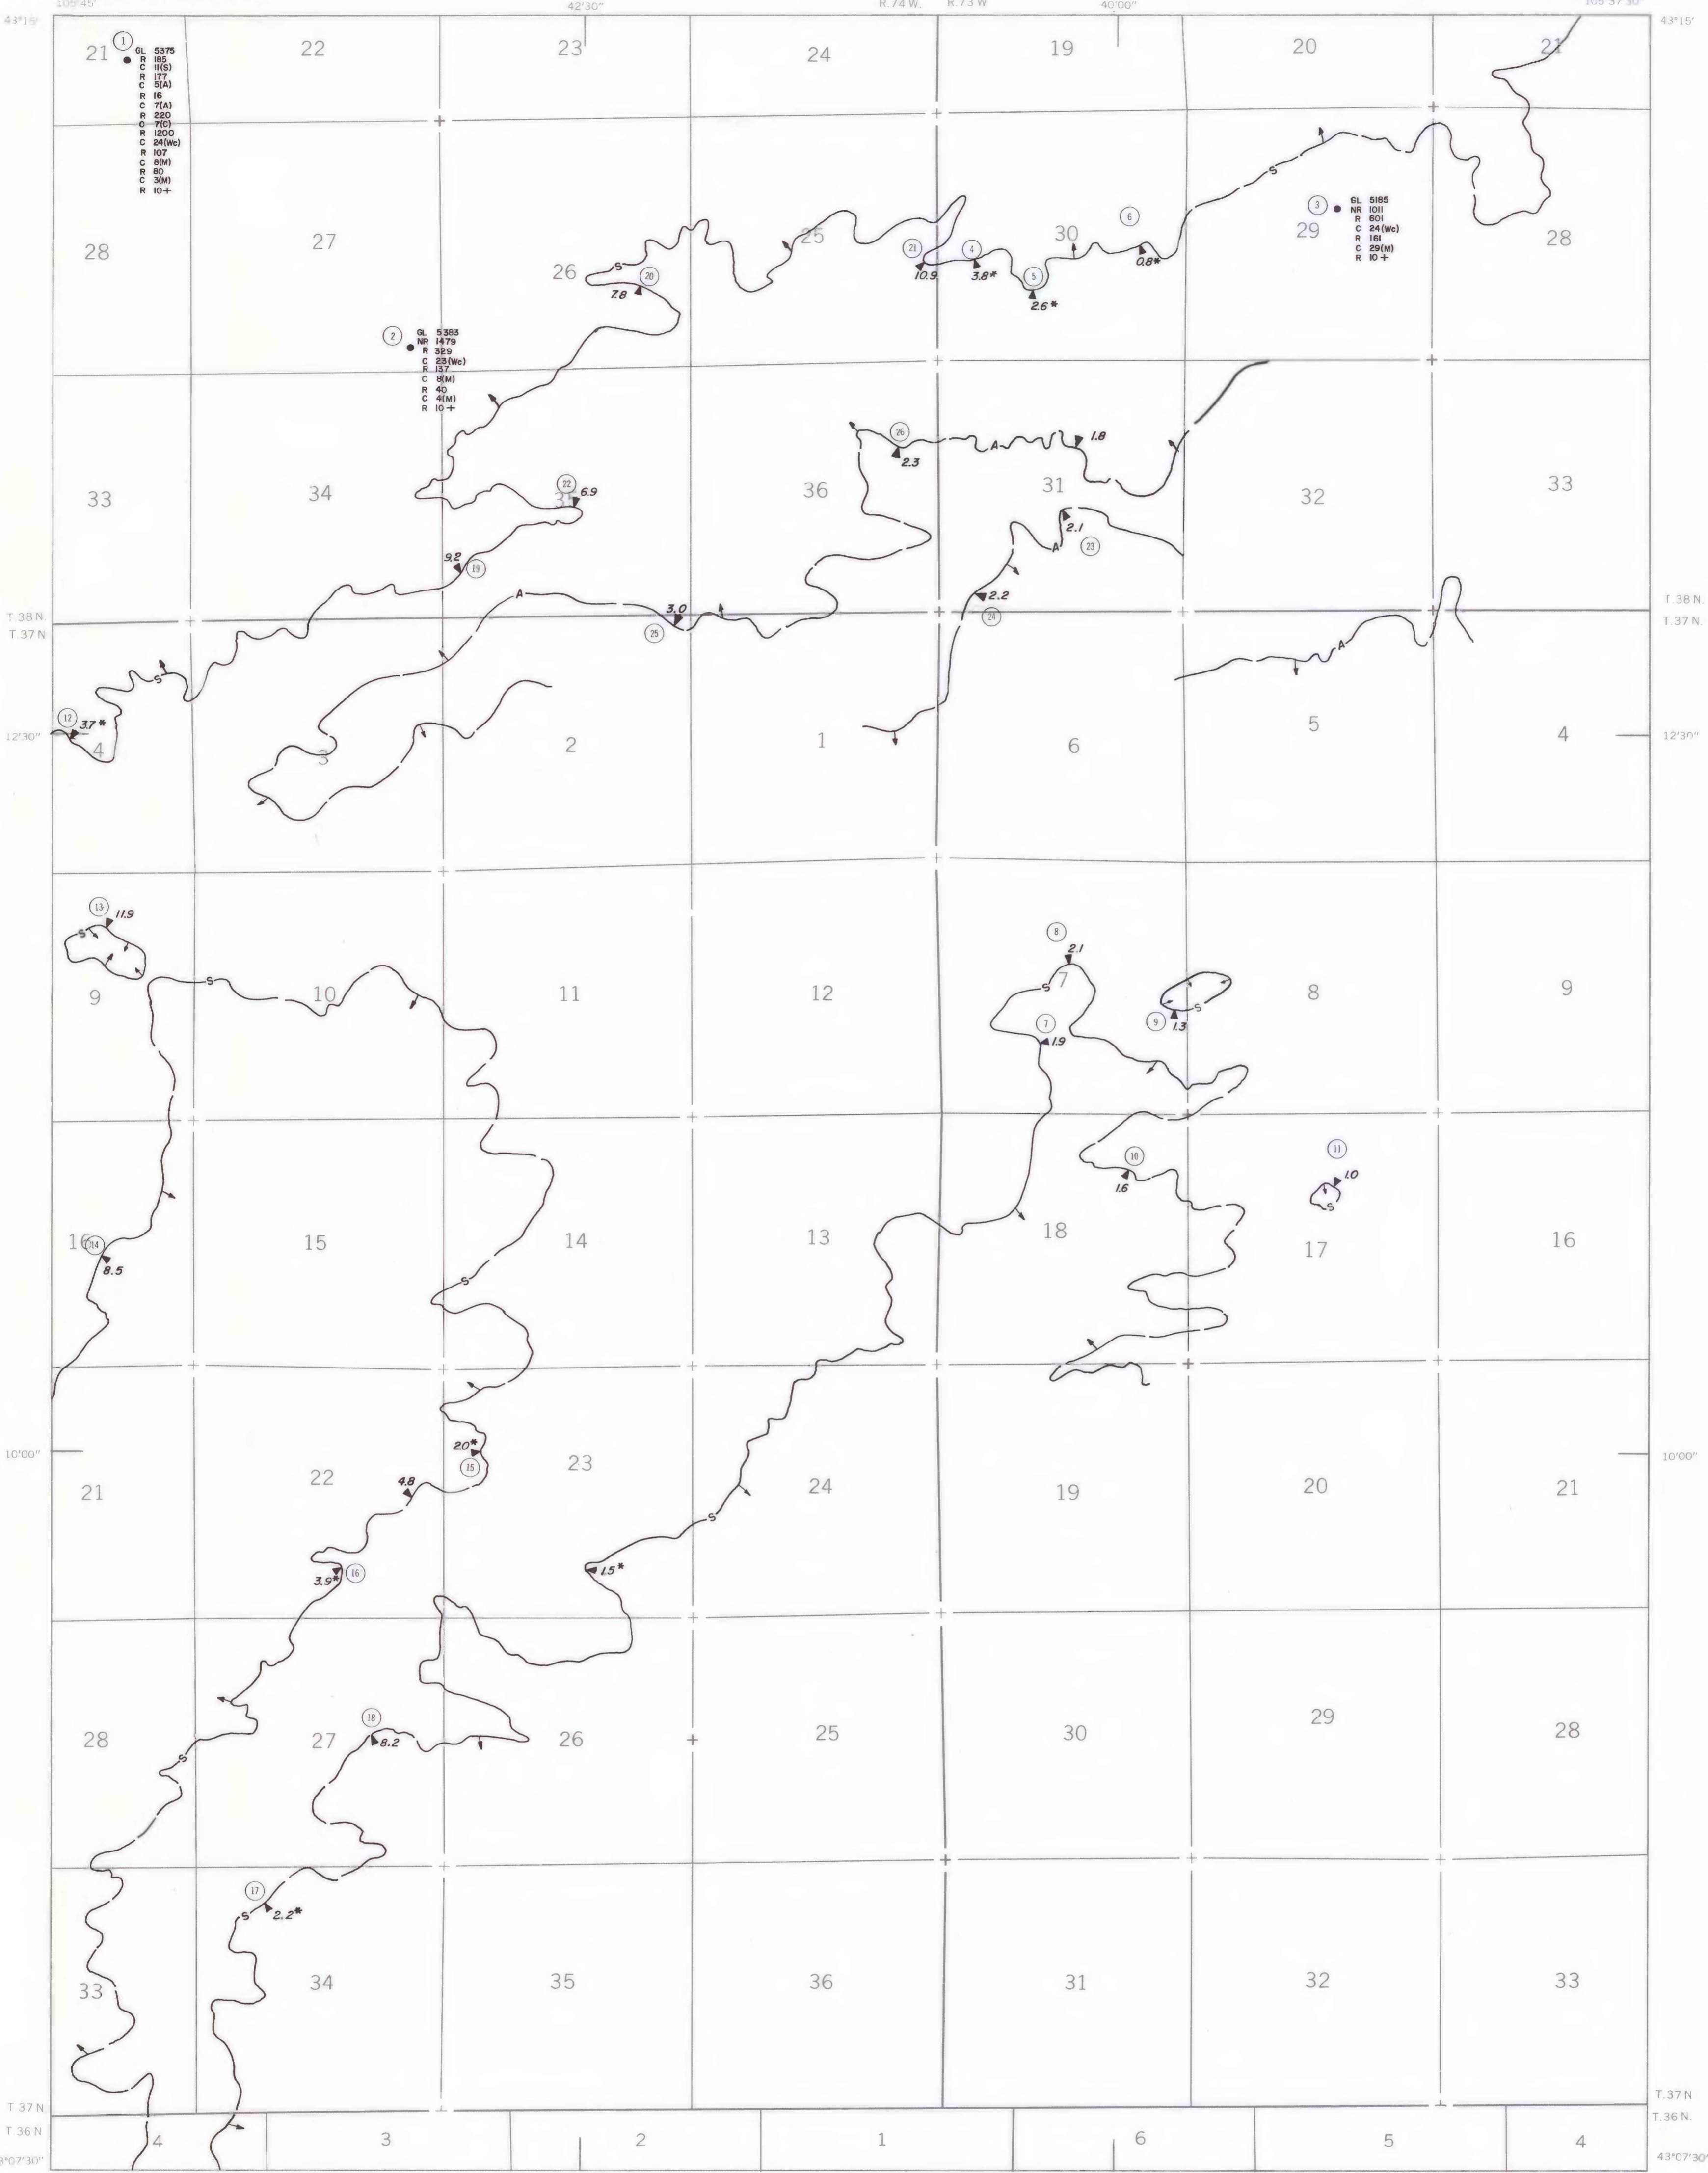 105°45' 42'30" R. 74 W. R. 73 W 40'00" 105°37'30"
43°15' 43°15'
21 22 23 24 19 20 21
1
GL 5375
R 185
C 11(S)
R 177
C 5(A)
R 16
C 7(A)
R 220
C 7(C)
R 1200
C 24(Wc)
R 107
C 8(M)
R 80
C 3(M)
R 10+
3
GL 5185
NR 1011
R 601
C 24(Wc)
R 161
C 29(M)
R 10+
28 27 26 25 30 29 28
S
S
20
7.8
21
10.9
4
3.8*
5
2.6*
6
0.8*
2
GL 5383
NR 1479
R 329
C 23(Wc)
R 137
C 8(M)
R 40
C 4(M)
R 10+
33 34 35 36 31 32 33
26
2.3
A
1.8
22
6.9
2.1
A
23
9.2
19
2.2
24
A
3.0
25
T. 38 N. T. 38 N.
T. 37 N T. 37 N.
S
A
12
3.7*
12'30" 12'30"
4 3 2 1 6 5 4
13
11.9
S
8
2.1
S
7
1.9
9
1.3
S
S
9 10 11 12 7 8 9
10
1.6
11
1.0
S
16 15 14 13 18 17 16
14
8.5
S
2.0*
15
10'00" 10'00"
21 22 23 24 19 20 21
4.8
S
1.5*
3.9*
16
28 27 26 25 30 29 28
18
8.2
S
17
2.2*
S
33 34 35 36 31 32 33
T. 37 N T. 37 N
T. 36 N T. 36 N.
4 3 2 1 6 5 4
3°07'30" 43°07'30"